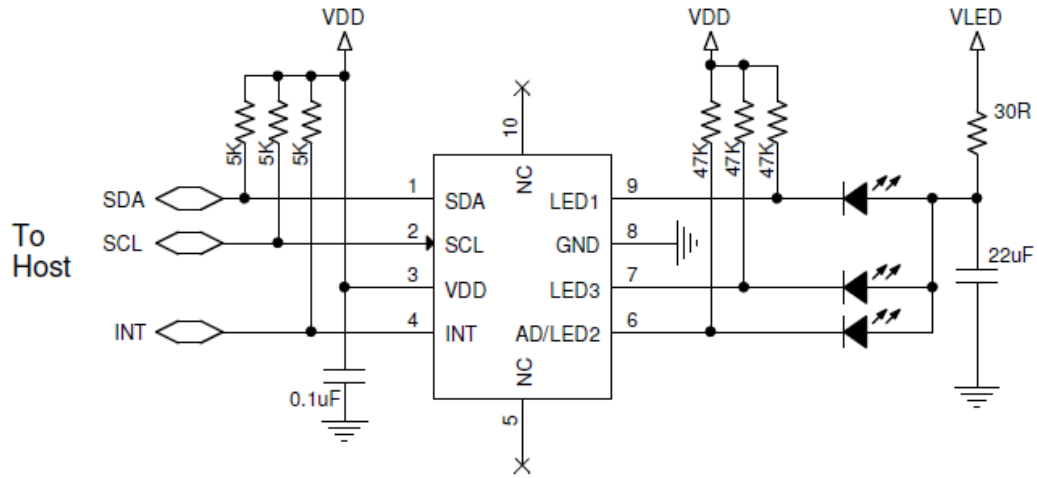 VDD
VDD
VLED
30R
5K
5K
5K
10
47K
47K
47K
NC
SDA
1
SDA
LED1
9
To
Host
SCL
2
SCL
GND
8
22uF
3
VDD
LED3
7
INT
4
INT
AD/LED2
6
NC
0.1uF
5